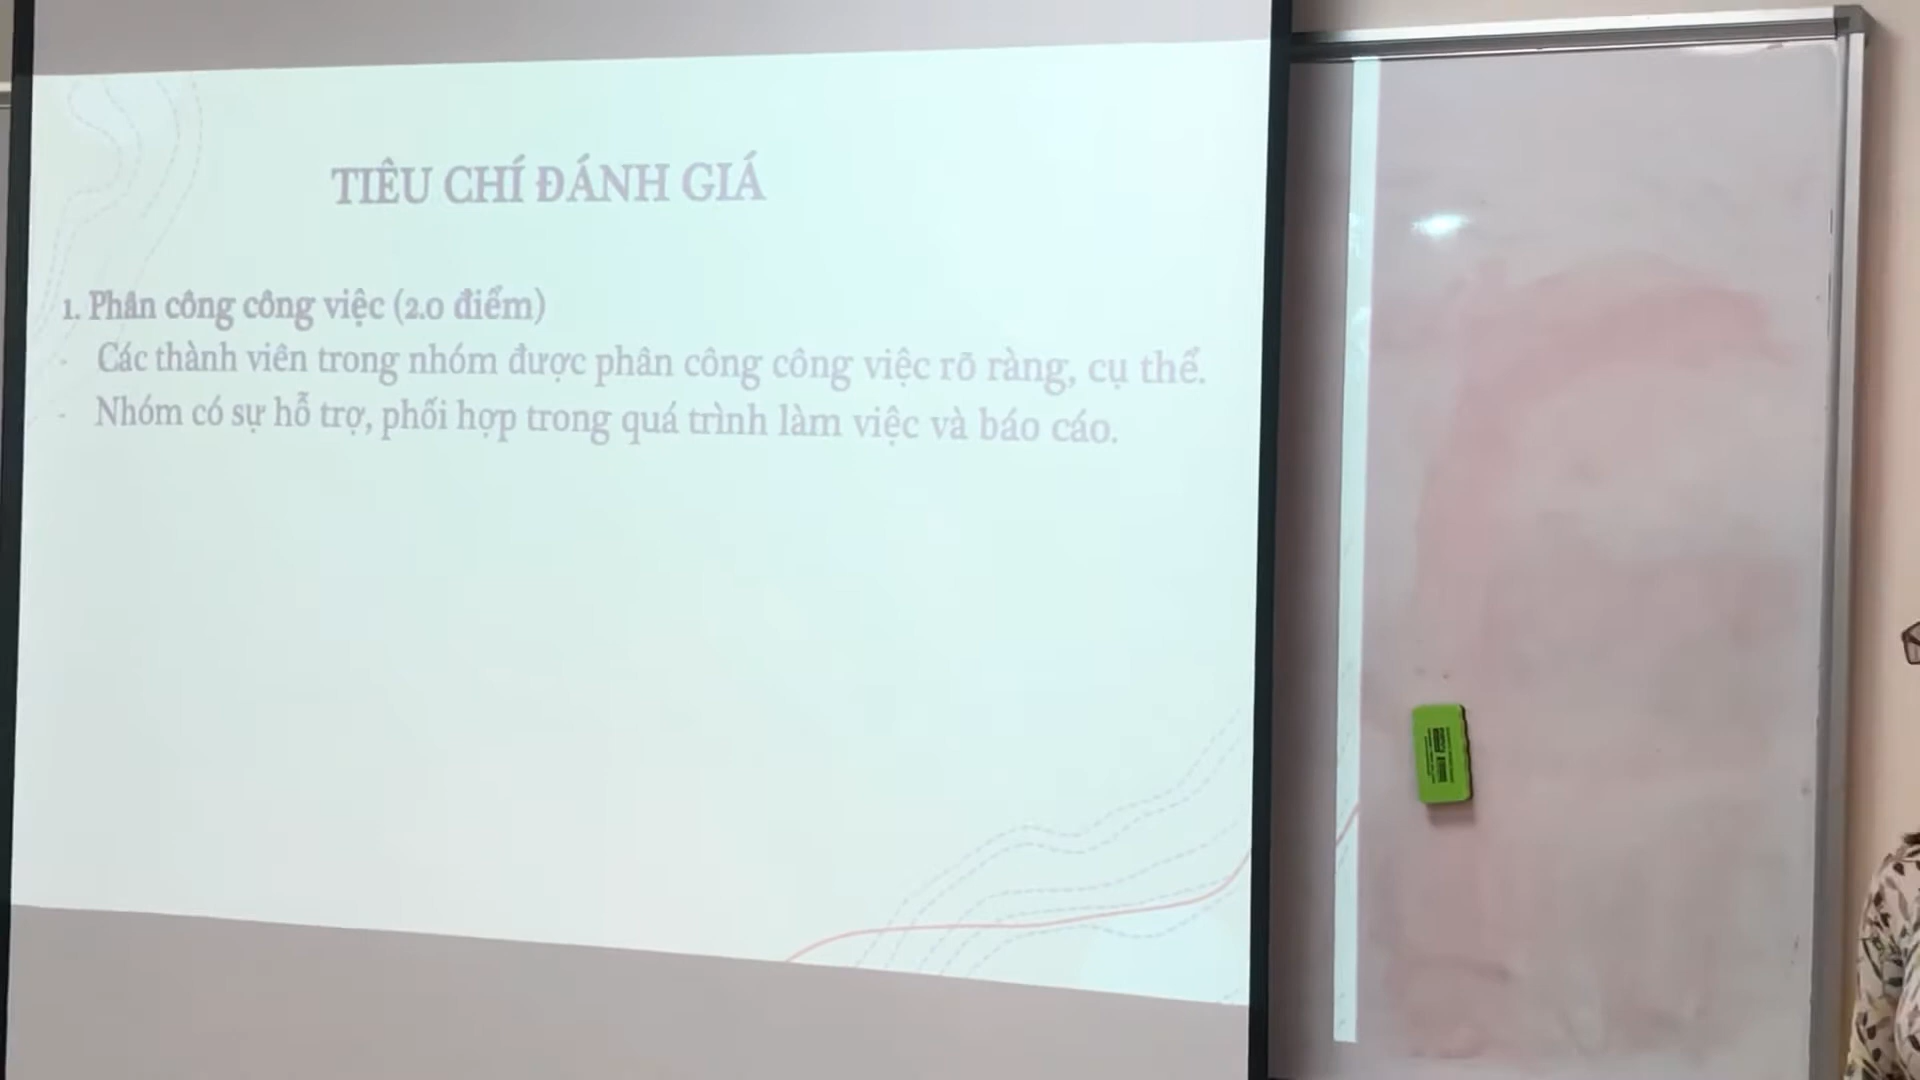 TIÊU CHÍ ĐÁNH GIÁ
1. Phân công công việc (2.0 điểm)
- Các thành viên trong nhóm được phân công công việc rõ ràng, cụ thể.
- Nhóm có sự hỗ trợ, phối hợp trong quá trình làm việc và báo cáo.